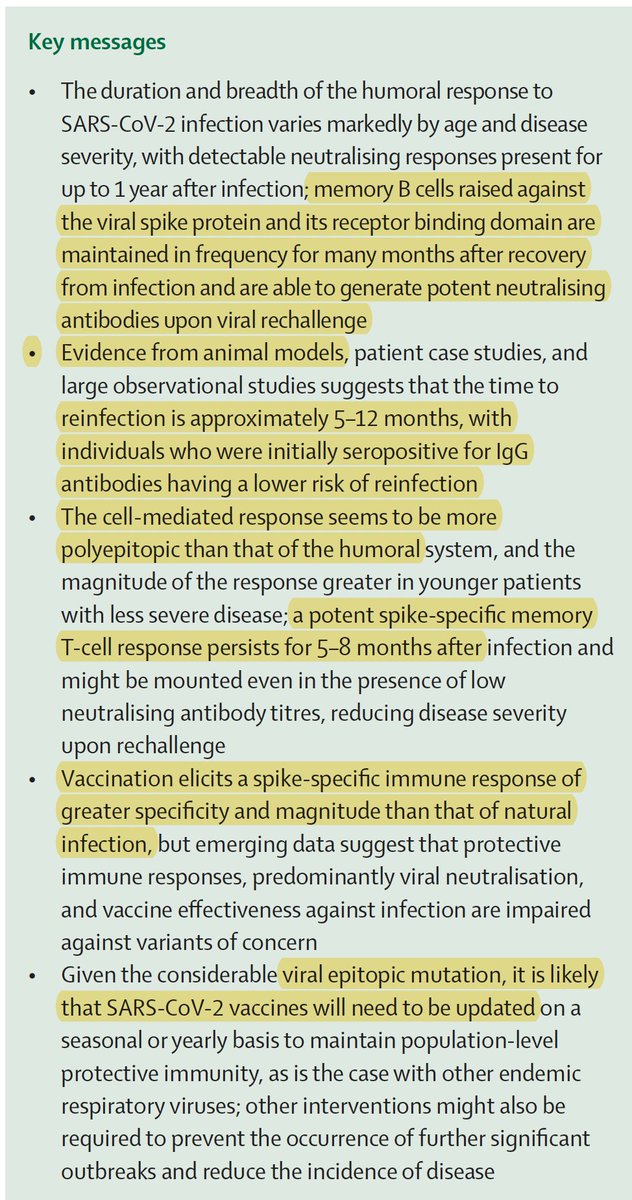 Key messages
• The duration and breadth of the humoral response to
SARS-CoV-2 infection varies markedly by age and disease
severity, with detectable neutralising responses present for
up to 1 year after infection; memory B cells raised against
the viral spike protein and its receptor binding domain are
maintained in frequency for many months after recovery
from infection and are able to generate potent neutralising
antibodies upon viral rechallenge
• Evidence from animal models, patient case studies, and
large observational studies suggests that the time to
reinfection is approximately 5–12 months, with
individuals who were initially seropositive for IgG
antibodies having a lower risk of reinfection
• The cell-mediated response seems to be more
polyepitopic than that of the humoral system, and the
magnitude of the response greater in younger patients
with less severe disease; a potent spike-specific memory
T-cell response persists for 5–8 months after infection and
might be mounted even in the presence of low
neutralising antibody titres, reducing disease severity
upon rechallenge
• Vaccination elicits a spike-specific immune response of
greater specificity and magnitude than that of natural
infection, but emerging data suggest that protective
immune responses, predominantly viral neutralisation,
and vaccine effectiveness against infection are impaired
against variants of concern
• Given the considerable viral epitopic mutation, it is likely
that SARS-CoV-2 vaccines will need to be updated on a
seasonal or yearly basis to maintain population-level
protective immunity, as is the case with other endemic
respiratory viruses; other interventions might also be
required to prevent the occurrence of further significant
outbreaks and reduce the incidence of disease